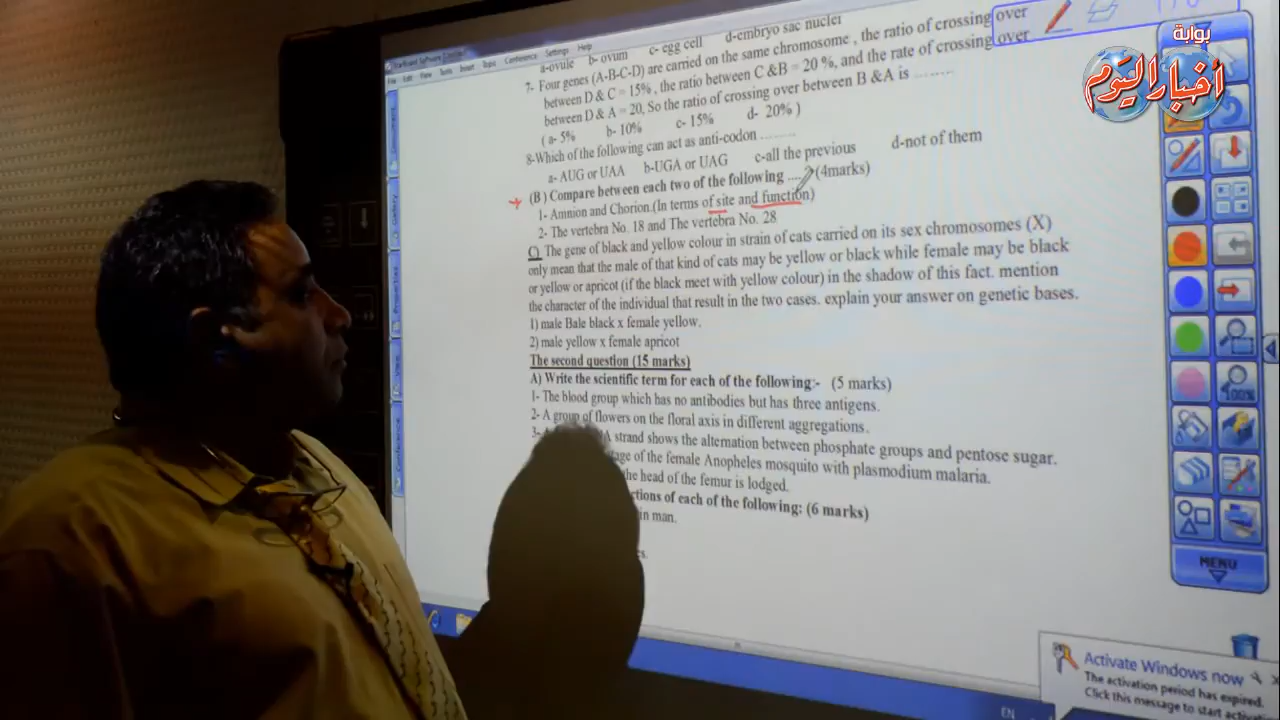 a-ovule b- ovum c- egg cell d-embryo sac nuclei
7- Four genes (A-B-C-D) are carried on the same chromosome , the ratio of crossing over
between D & C = 15% , the ratio between C &B = 20 %, and the rate of crossing over
between D & A = 20, So the ratio of crossing over between B &A is ........
( a- 5% b- 10% c- 15% d- 20% )
8-Which of the following can act as anti-codon .........
a- AUG or UAA b-UGA or UAG c-all the previous d-not of them
(B ) Compare between each two of the following .... (4marks)
1- Amnion and Chorion.(In terms of site and function)
2- The vertebra No. 18 and The vertebra No. 28
Q) The gene of black and yellow colour in strain of cats carried on its sex chromosomes (X)
only mean that the male of that kind of cats may be yellow or black while female may be black
or yellow or apricot (if the black meet with yellow colour) in the shadow of this fact. mention
the character of the individual that result in the two cases. explain your answer on genetic bases.
1) male Bale black x female yellow.
2) male yellow x female apricot
The second question (15 marks)
A) Write the scientific term for each of the following:- (5 marks)
1- The blood group which has no antibodies but has three antigens.
2- A group of flowers on the floral axis in different aggregations.
3- A strand shows the alternation between phosphate groups and pentose sugar.
of the female Anopheles mosquito with plasmodium malaria.
the head of the femur is lodged.
of each of the following: (6 marks)
in man.
بوابة
أخبار اليوم
File Edit View Tools Insert Topic Conference Settings Help
100%
MENU
Activate Windows now
The activation period has expired.
Click this message to start
EN